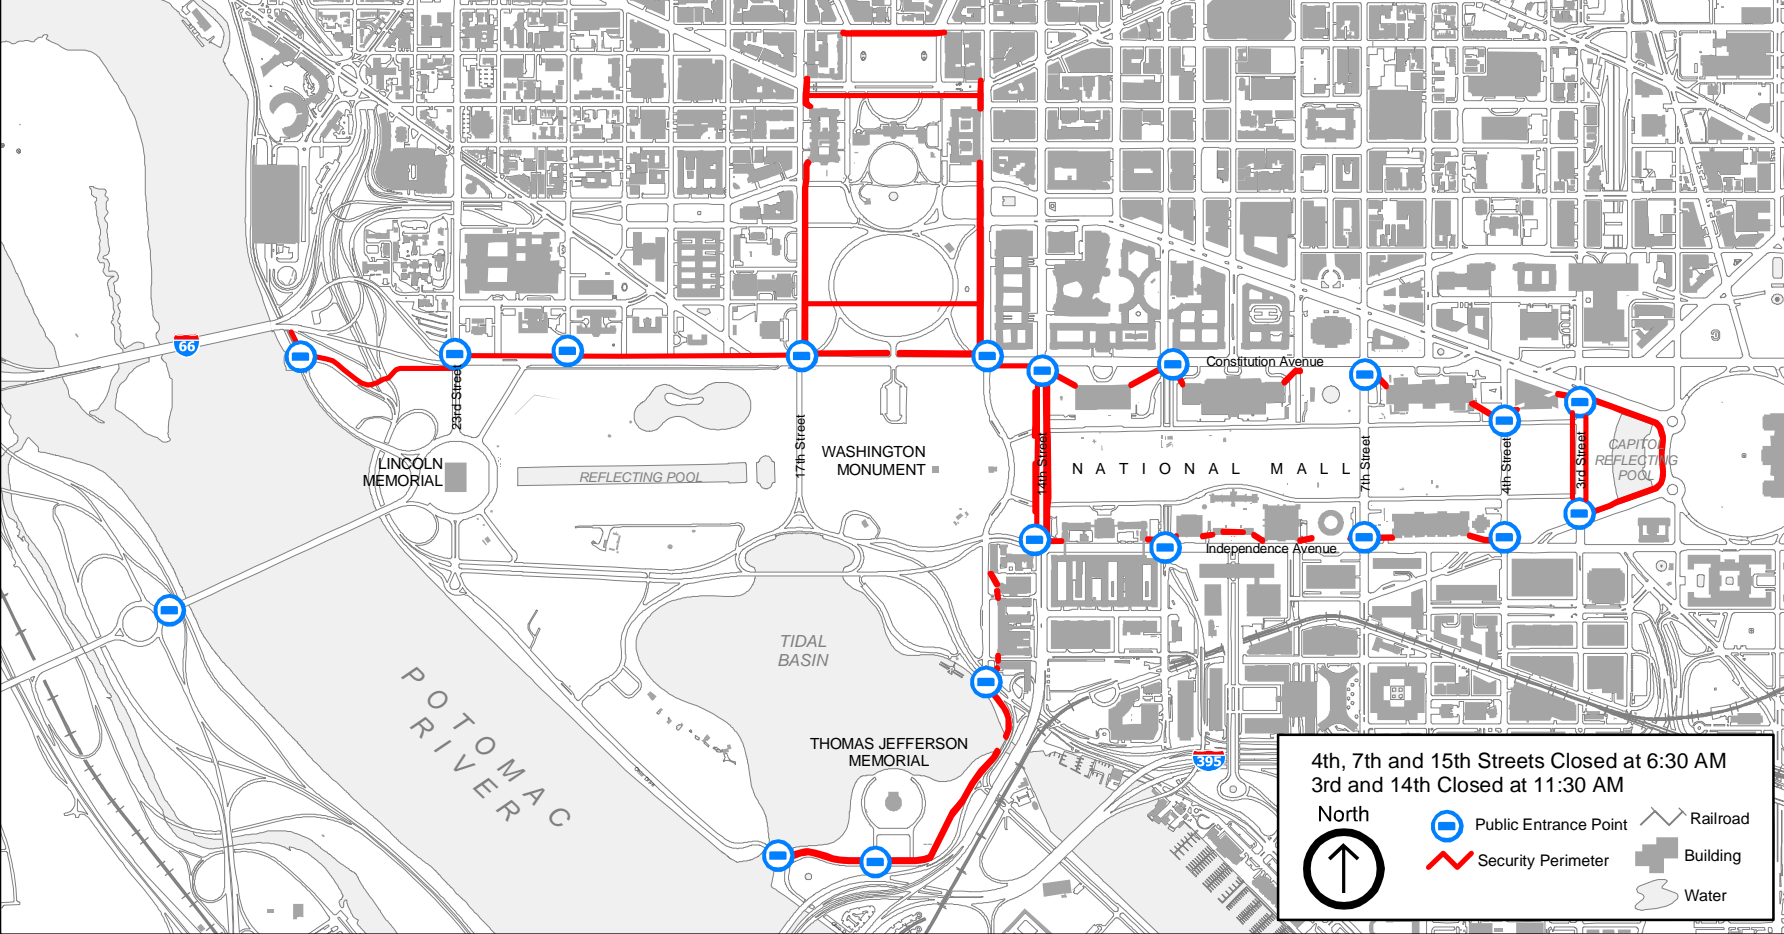 66
23rd Street
17th Street
14th Street
7th Street
4th Street
3rd Street
Constitution Avenue
Independence Avenue
LINCOLN
MEMORIAL
REFLECTING POOL
WASHINGTON
MONUMENT
NATIONAL MALL
CAPITOL
REFLECTING
POOL
TIDAL
BASIN
POTOMAC
RIVER
THOMAS JEFFERSON
MEMORIAL
395
4th, 7th and 15th Streets Closed at 6:30 AM
3rd and 14th Closed at 11:30 AM
North
Public Entrance Point
Security Perimeter
Railroad
Building
Water